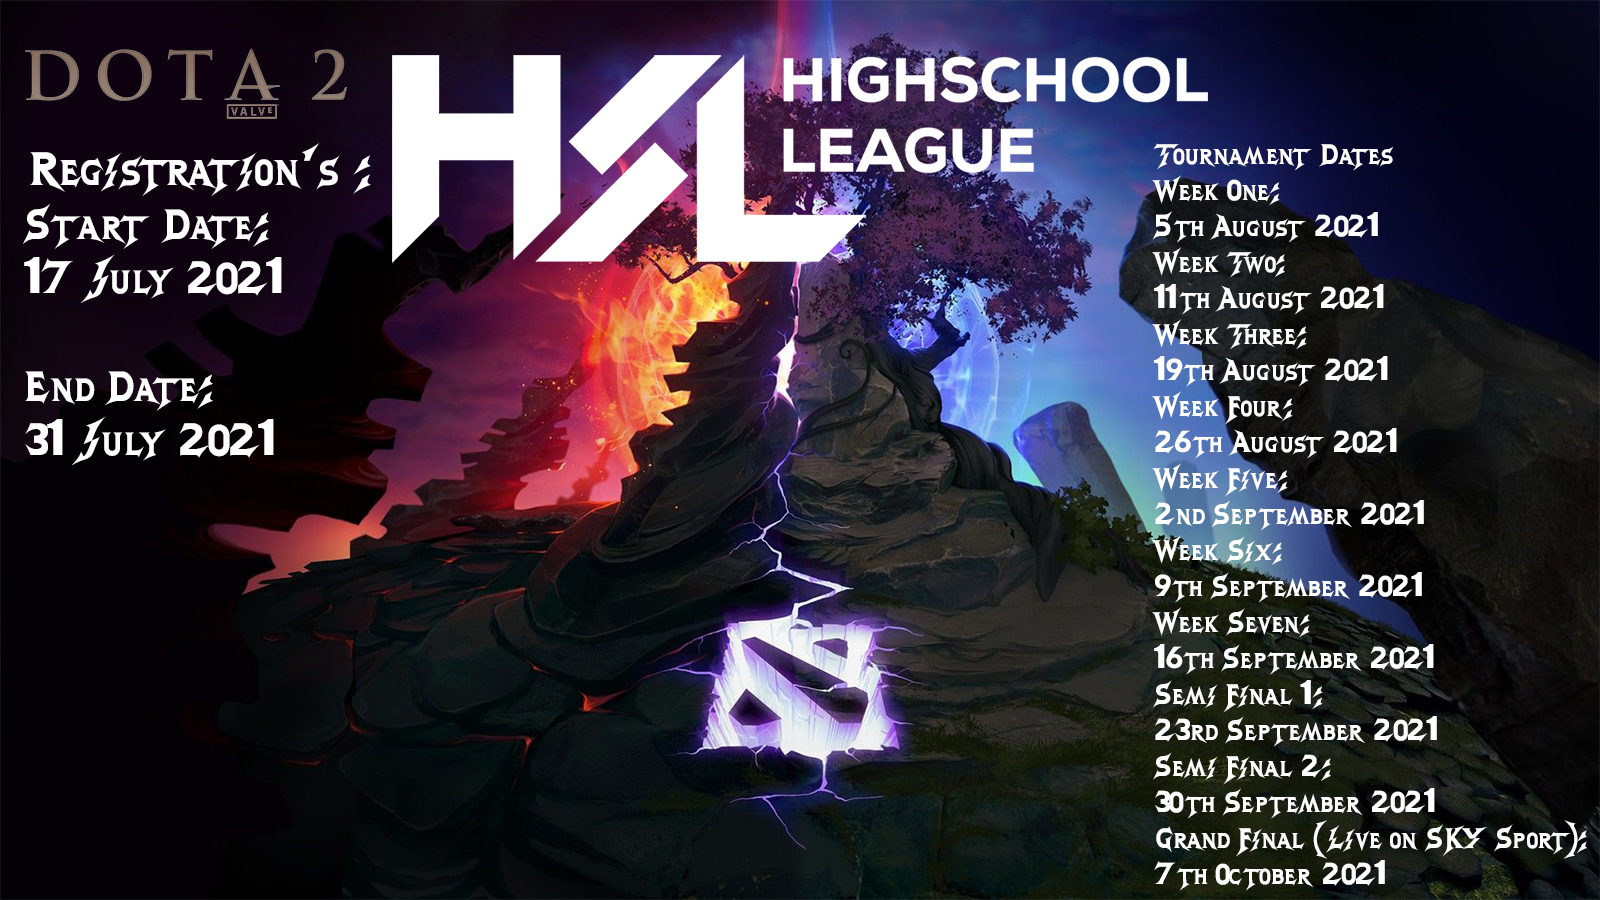 DOTA 2
VALVE
Registration's :
Start Date:
17 July 2021
End Date:
31 July 2021
HSL
HIGHSCHOOL
LEAGUE
Tournament Dates
Week One:
5th August 2021
Week Two:
11th August 2021
Week Three:
19th August 2021
Week Four:
26th August 2021
Week Five:
2nd September 2021
Week Six:
9th September 2021
Week Seven:
16th September 2021
Semi Final 1:
23rd September 2021
Semi Final 2:
30th September 2021
Grand Final (Live on SKY Sport):
7th October 2021